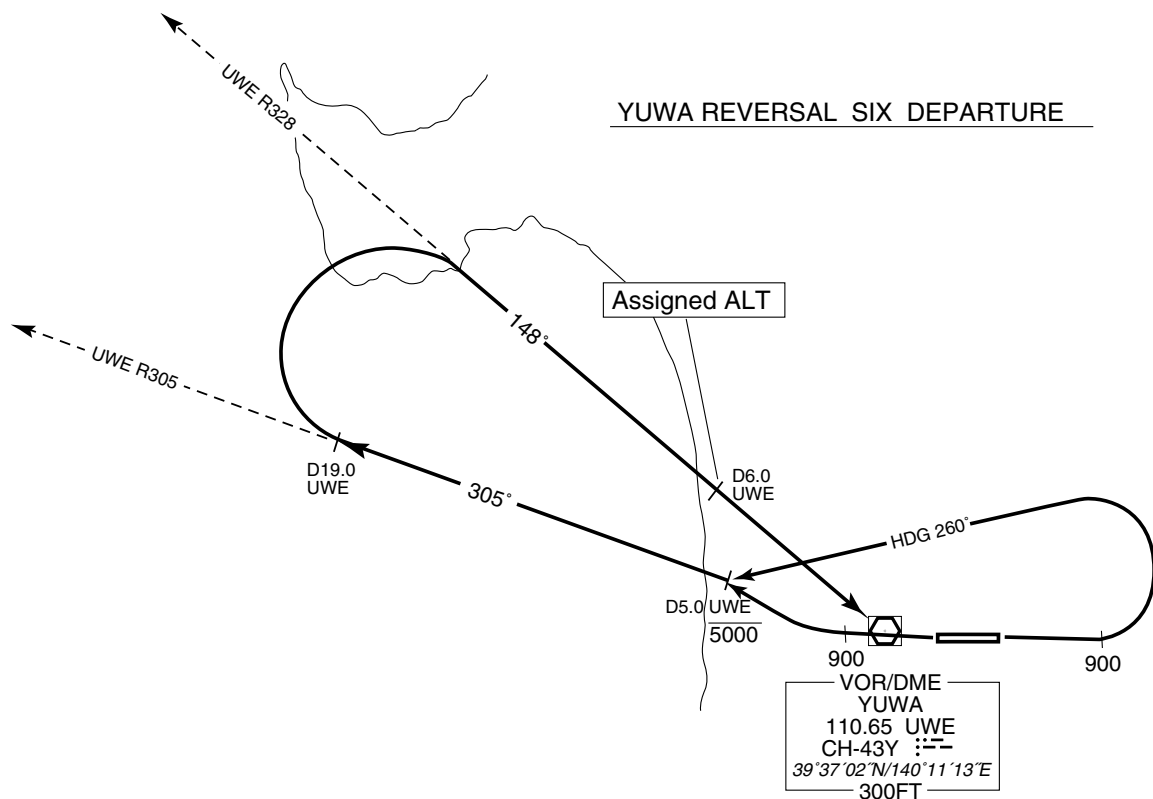 YUWA REVERSAL SIX DEPARTURE
UWE R328
Assigned ALT
148°
UWE R305
D19.0
UWE
305°
D6.0
UWE
HDG 260°
D5.0 UWE
5000
900
900
VOR/DME
YUWA
110.65 UWE
CH-43Y
39°37´02˝N/140°11´13˝E
300FT